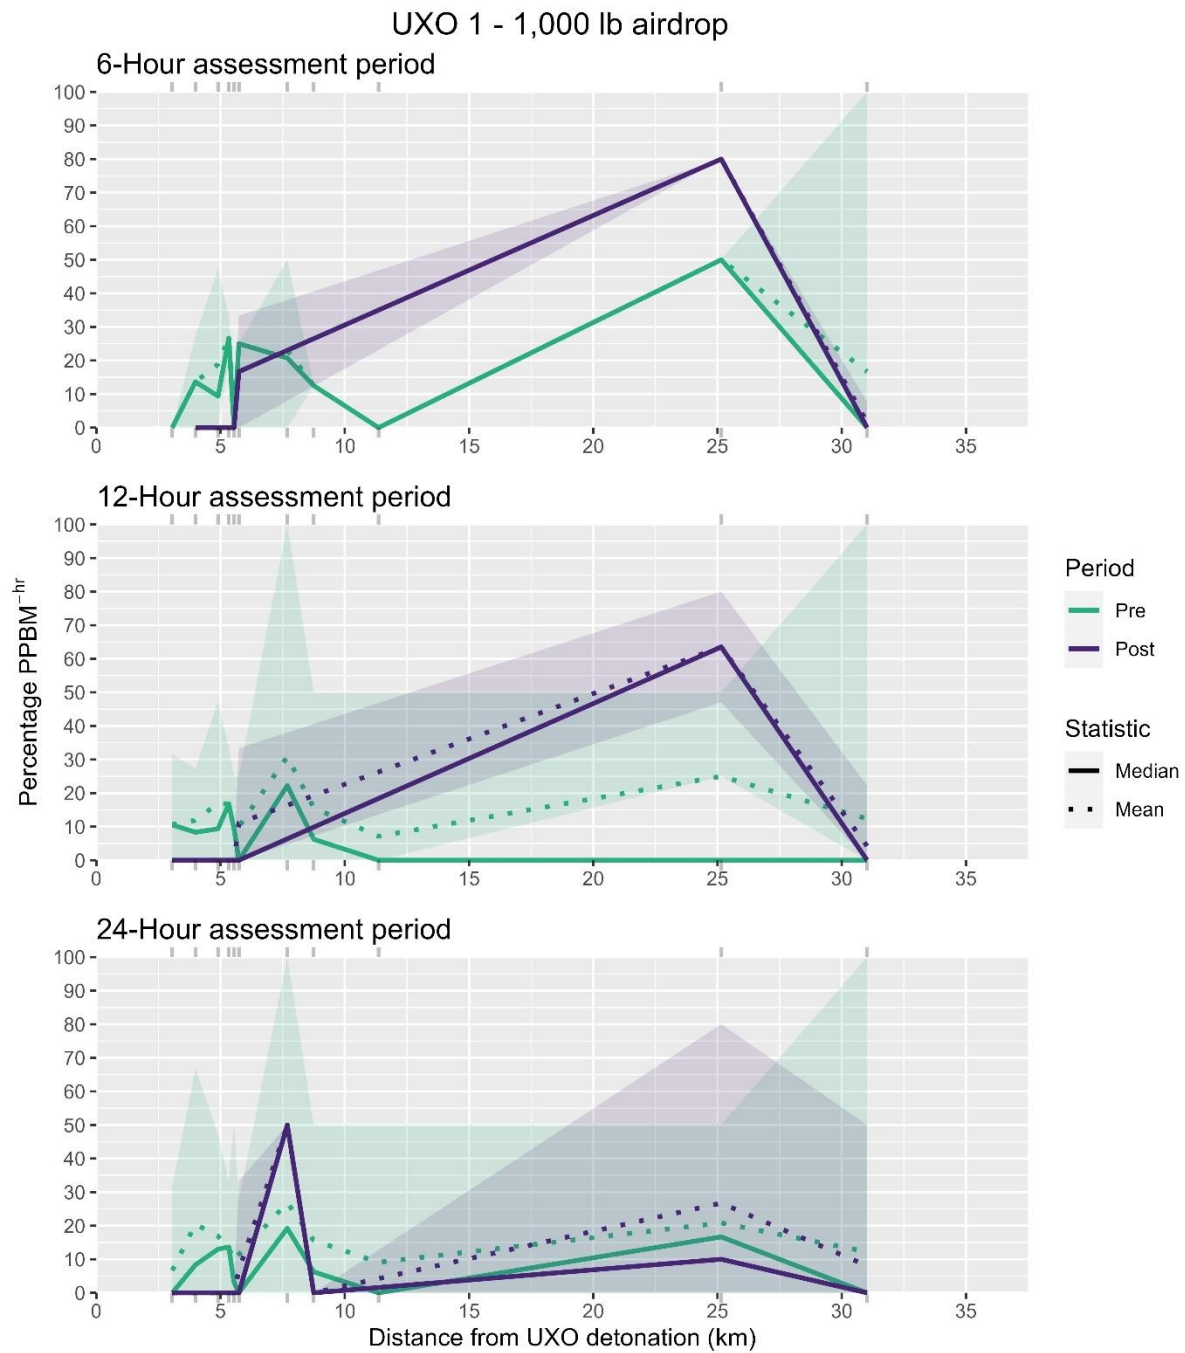 UXO 1 - 1,000 lb airdrop
6-Hour assessment period
100
90
80
70
60
50
40
30
20
10
0
0 5 10 15 20 25 30 35
12-Hour assessment period
100
90
80
70
60
50
40
30
20
10
0
0 5 10 15 20 25 30 35
24-Hour assessment period
100
90
80
70
60
50
40
30
20
10
0
0 5 10 15 20 25 30 35
Percentage PPBM⁻ʰʳ
Distance from UXO detonation (km)
Period
Pre
Post
Statistic
Median
Mean